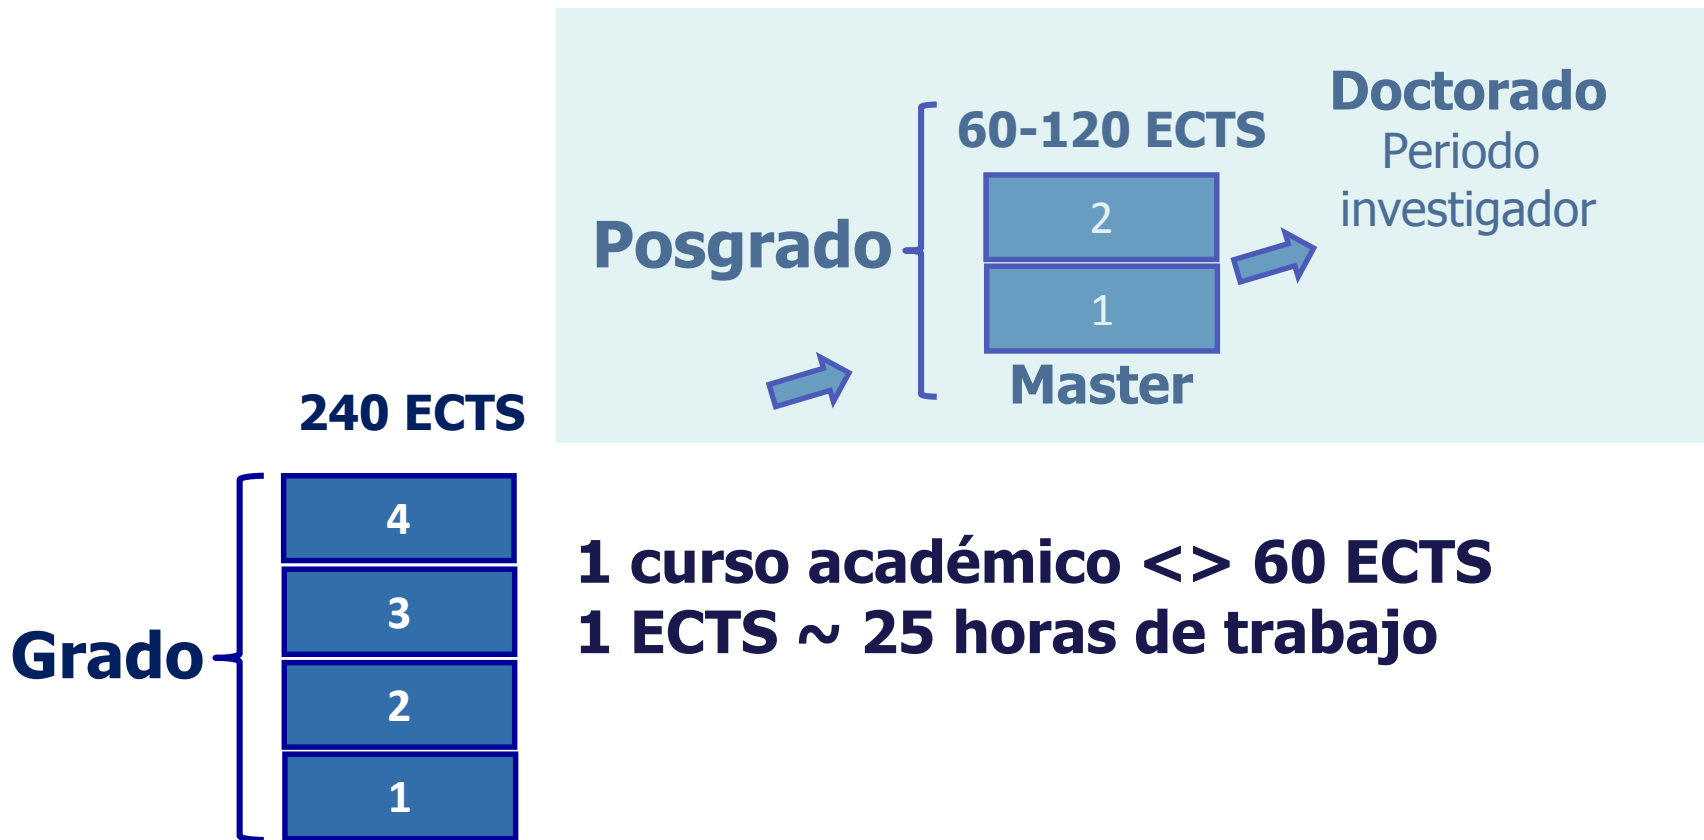 Doctorado
Periodo
investigador
60-120 ECTS
2
Posgrado
1
Master
240 ECTS
4
3
Grado
2
1
1 curso académico <> 60 ECTS
1 ECTS ~ 25 horas de trabajo